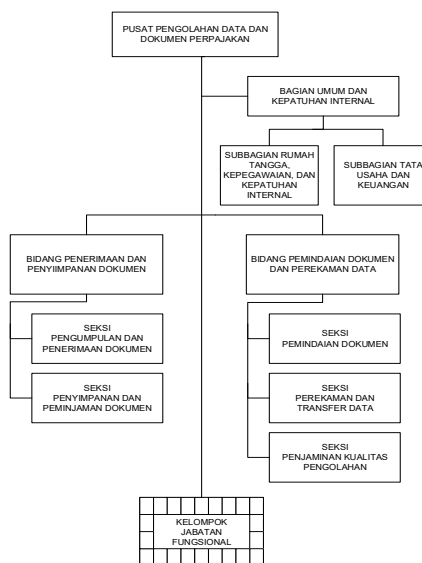 PUSAT PENGOLAHAN DATA DAN
DOKUMEN PERPAJAKAN
BAGIAN UMUM DAN
KEPATUHAN INTERNAL
SUBBAGIAN RUMAH
TANGGA,
KEPEGAWAIAN, DAN
KEPATUHAN
INTERNAL
SUBBAGIAN TATA
USAHA DAN
KEUANGAN
BIDANG PENERIMAAN DAN
PENYIIMPANAN DOKUMEN
BIDANG PEMINDAIAN DOKUMEN
DAN PEREKAMAN DATA
SEKSI
PENGUMPULAN DAN
PENERIMAAN DOKUMEN
SEKSI
PENYIMPANAN DAN
PEMINJAMAN DOKUMEN
SEKSI
PEMINDAIAN DOKUMEN
SEKSI
PEREKAMAN DAN
TRANSFER DATA
SEKSI
PENJAMINAN KUALITAS
PENGOLAHAN
KELOMPOK
JABATAN
FUNGSIONAL